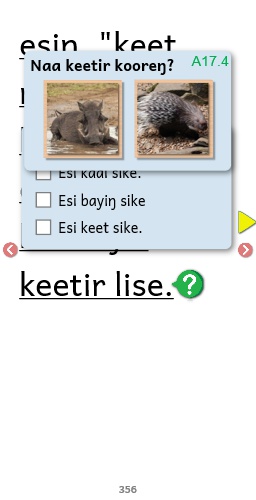 esin, "keet
Naa keetir kooreŋ? A17.4
Esi kaal sike.
Esi bayiŋ sike
Esi keet sike.
keetir lise.?
356